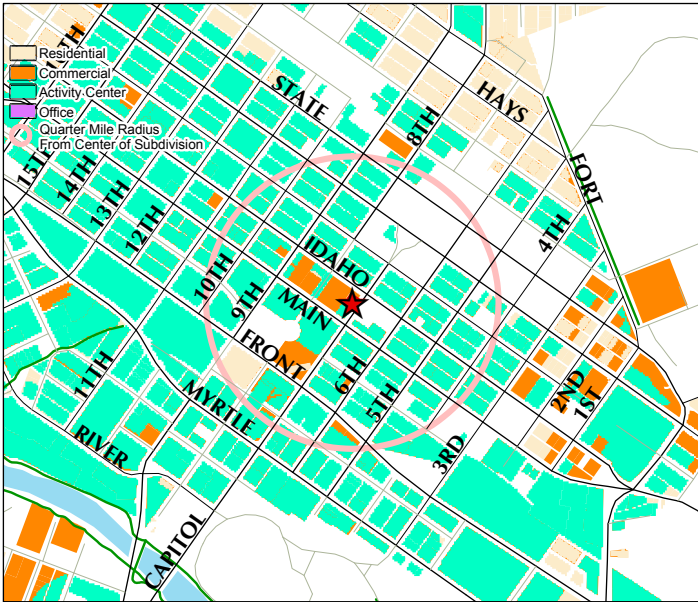 Residential
Commercial
Activity Center
Office
Quarter Mile Radius
From Center of Subdivision
STATE
HAYS
8TH
FORT
15TH
14TH
13TH
12TH
10TH
9TH
IDAHO
MAIN
FRONT
4TH
11TH
MYRTLE
6TH
5TH
2ND
1ST
3RD
RIVER
CAPITOL